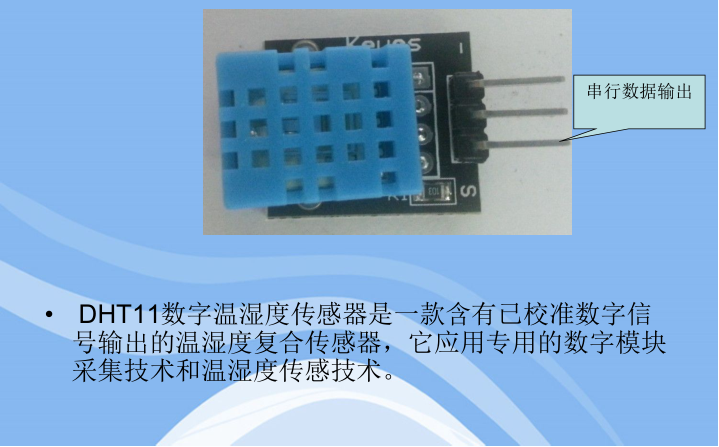 Keyes
串行数据输出
S
R1
• DHT11数字温湿度传感器是一款含有已校准数字信
号输出的温湿度复合传感器，它应用专用的数字模块
采集技术和温湿度传感技术。